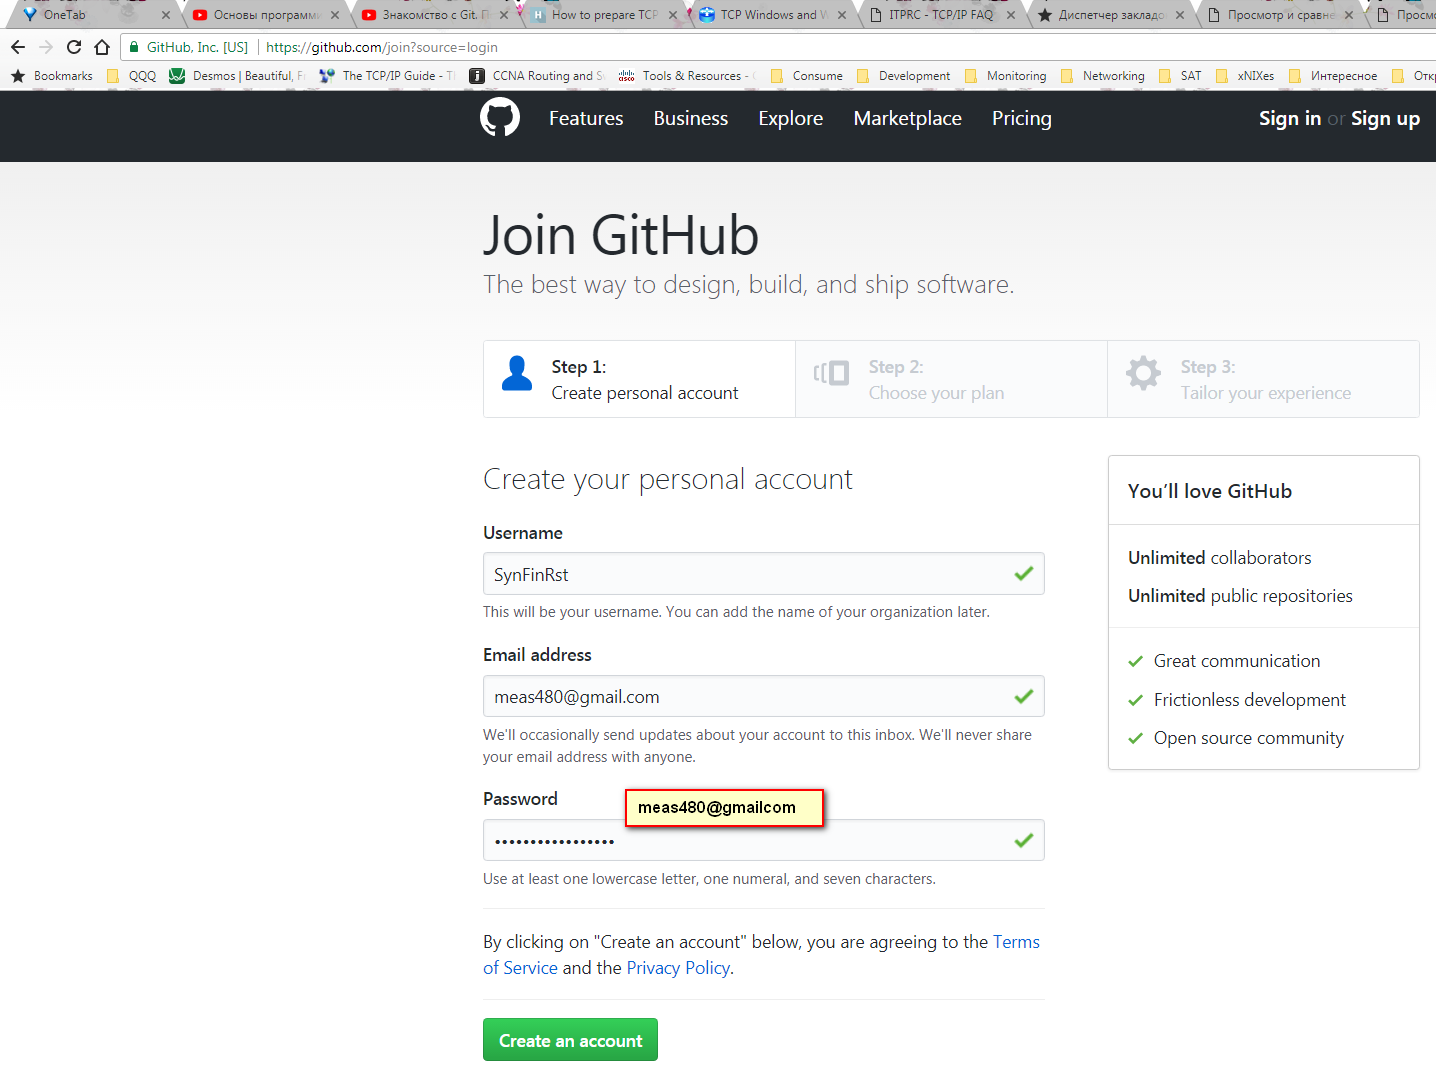 OneTab
Основы программи
Знакомство с Git. П
How to prepare TCP
TCP Windows and W
ITPRC - TCP/IP FAQ
Диспетчер закладо
Просмотр и сравне
Просмо
GitHub, Inc. [US] https://github.com/join?source=login
Bookmarks QQQ Desmos | Beautiful, F The TCP/IP Guide - T CCNA Routing and S Tools & Resources - Consume Development Monitoring Networking SAT xNIXes Интересное Отк
Features Business Explore Marketplace Pricing Sign in or Sign up
Join GitHub
The best way to design, build, and ship software.
Step 1:
Create personal account
Step 2:
Choose your plan
Step 3:
Tailor your experience
Create your personal account
Username
SynFinRst
This will be your username. You can add the name of your organization later.
Email address
meas480@gmail.com
We'll occasionally send updates about your account to this inbox. We'll never share
your email address with anyone.
Password
meas480@gmailcom
•••••••••••••••••
Use at least one lowercase letter, one numeral, and seven characters.
By clicking on "Create an account" below, you are agreeing to the Terms
of Service and the Privacy Policy.
Create an account
You’ll love GitHub
Unlimited collaborators
Unlimited public repositories
Great communication
Frictionless development
Open source community